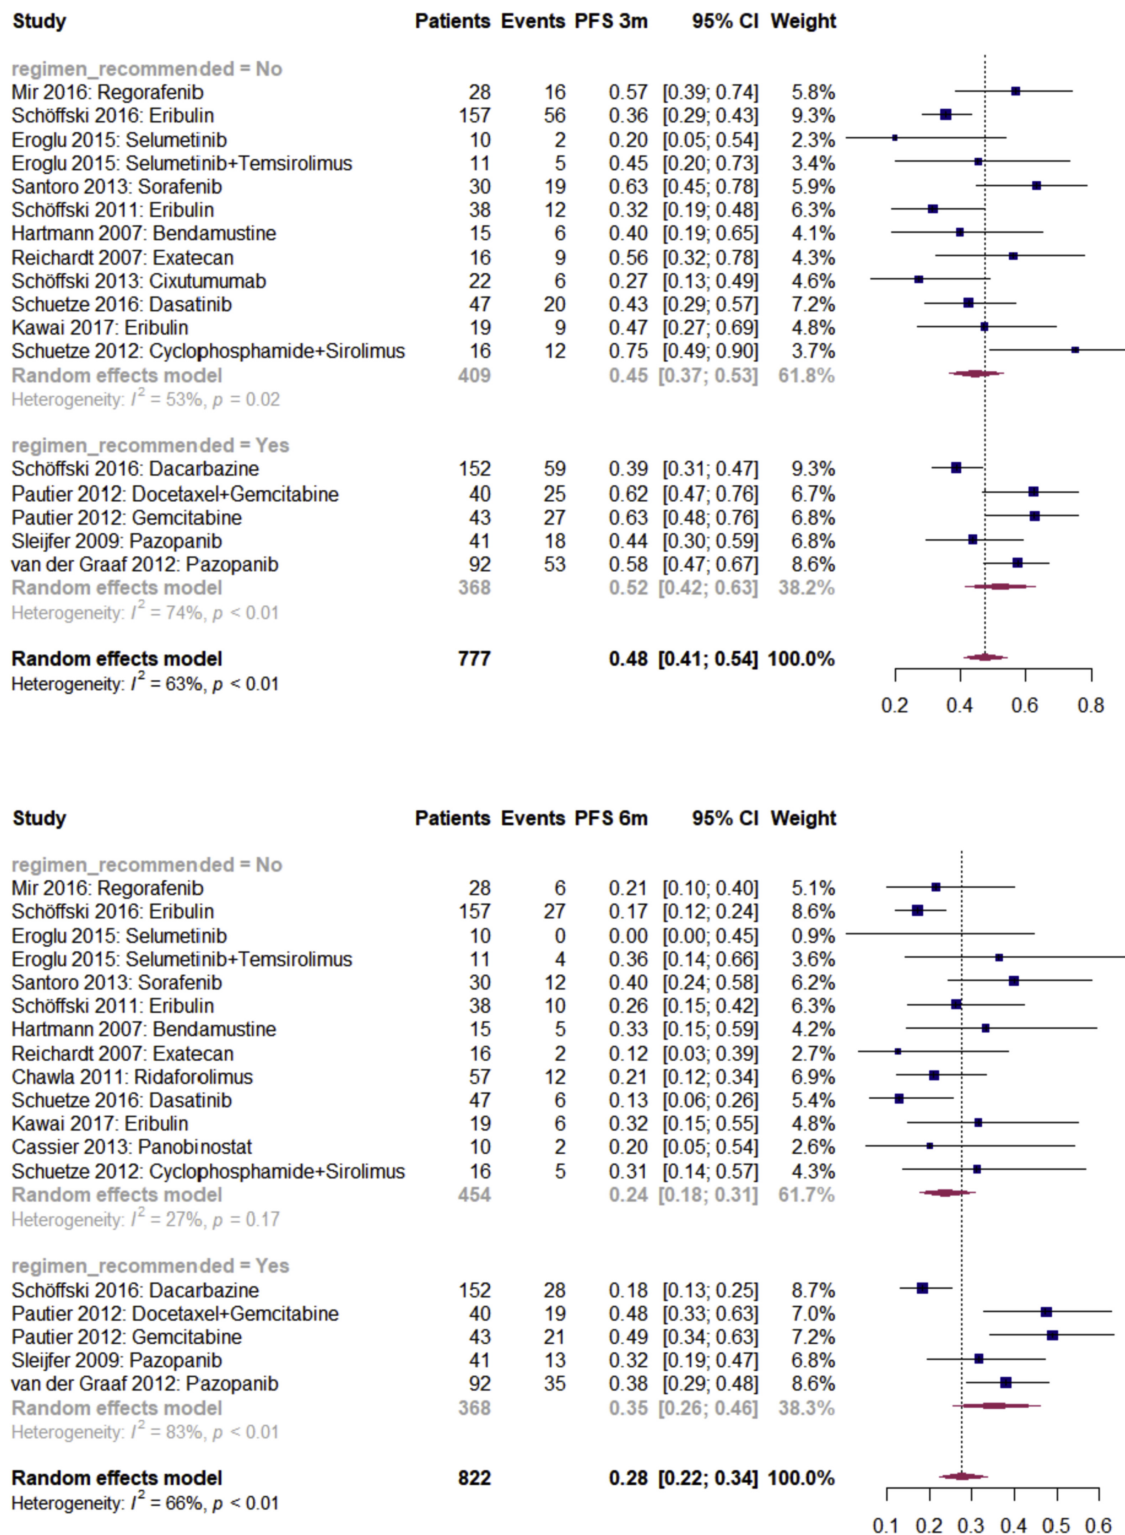 Study Patients Events PFS 3m 95% CI Weight
regimen_recommended = No
Mir 2016: Regorafenib 28 16 0.57 [0.39; 0.74] 5.8%
Schöffski 2016: Eribulin 157 56 0.36 [0.29; 0.43] 9.3%
Eroglu 2015: Selumetinib 10 2 0.20 [0.05; 0.54] 2.3%
Eroglu 2015: Selumetinib+Temsirolimus 11 5 0.45 [0.20; 0.73] 3.4%
Santoro 2013: Sorafenib 30 19 0.63 [0.45; 0.78] 5.9%
Schöffski 2011: Eribulin 38 12 0.32 [0.19; 0.48] 6.3%
Hartmann 2007: Bendamustine 15 6 0.40 [0.19; 0.65] 4.1%
Reichardt 2007: Exatecan 16 9 0.56 [0.32; 0.78] 4.3%
Schöffski 2013: Cixutumumab 22 6 0.27 [0.13; 0.49] 4.6%
Schuetze 2016: Dasatinib 47 20 0.43 [0.29; 0.57] 7.2%
Kawai 2017: Eribulin 19 9 0.47 [0.27; 0.69] 4.8%
Schuetze 2012: Cyclophosphamide+Sirolimus 16 12 0.75 [0.49; 0.90] 3.7%
Random effects model 409 0.45 [0.37; 0.53] 61.8%
Heterogeneity: I² = 53%, p = 0.02
regimen_recommended = Yes
Schöffski 2016: Dacarbazine 152 59 0.39 [0.31; 0.47] 9.3%
Pautier 2012: Docetaxel+Gemcitabine 40 25 0.62 [0.47; 0.76] 6.7%
Pautier 2012: Gemcitabine 43 27 0.63 [0.48; 0.76] 6.8%
Sleijfer 2009: Pazopanib 41 18 0.44 [0.30; 0.59] 6.8%
van der Graaf 2012: Pazopanib 92 53 0.58 [0.47; 0.67] 8.6%
Random effects model 368 0.52 [0.42; 0.63] 38.2%
Heterogeneity: I² = 74%, p < 0.01
Random effects model 777 0.48 [0.41; 0.54] 100.0%
Heterogeneity: I² = 63%, p < 0.01
0.2 0.4 0.6 0.8
Study Patients Events PFS 6m 95% CI Weight
regimen_recommended = No
Mir 2016: Regorafenib 28 6 0.21 [0.10; 0.40] 5.1%
Schöffski 2016: Eribulin 157 27 0.17 [0.12; 0.24] 8.6%
Eroglu 2015: Selumetinib 10 0 0.00 [0.00; 0.45] 0.9%
Eroglu 2015: Selumetinib+Temsirolimus 11 4 0.36 [0.14; 0.66] 3.6%
Santoro 2013: Sorafenib 30 12 0.40 [0.24; 0.58] 6.2%
Schöffski 2011: Eribulin 38 10 0.26 [0.15; 0.42] 6.3%
Hartmann 2007: Bendamustine 15 5 0.33 [0.15; 0.59] 4.2%
Reichardt 2007: Exatecan 16 2 0.12 [0.03; 0.39] 2.7%
Chawla 2011: Ridaforolimus 57 12 0.21 [0.12; 0.34] 6.9%
Schuetze 2016: Dasatinib 47 6 0.13 [0.06; 0.26] 5.4%
Kawai 2017: Eribulin 19 6 0.32 [0.15; 0.55] 4.8%
Cassier 2013: Panobinostat 10 2 0.20 [0.05; 0.54] 2.6%
Schuetze 2012: Cyclophosphamide+Sirolimus 16 5 0.31 [0.14; 0.57] 4.3%
Random effects model 454 0.24 [0.18; 0.31] 61.7%
Heterogeneity: I² = 27%, p = 0.17
regimen_recommended = Yes
Schöffski 2016: Dacarbazine 152 28 0.18 [0.13; 0.25] 8.7%
Pautier 2012: Docetaxel+Gemcitabine 40 19 0.48 [0.33; 0.63] 7.0%
Pautier 2012: Gemcitabine 43 21 0.49 [0.34; 0.63] 7.2%
Sleijfer 2009: Pazopanib 41 13 0.32 [0.19; 0.47] 6.8%
van der Graaf 2012: Pazopanib 92 35 0.38 [0.29; 0.48] 8.6%
Random effects model 368 0.35 [0.26; 0.46] 38.3%
Heterogeneity: I² = 83%, p < 0.01
Random effects model 822 0.28 [0.22; 0.34] 100.0%
Heterogeneity: I² = 66%, p < 0.01
0.1 0.2 0.3 0.4 0.5 0.6